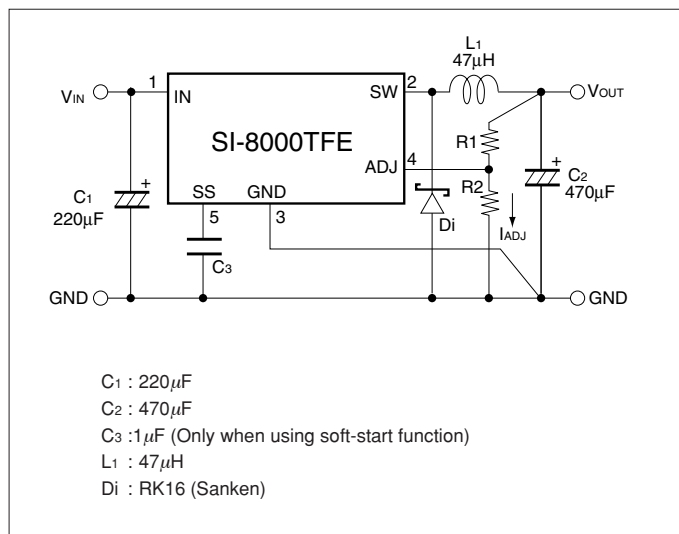 L1
47µH
1
2
VIN
IN
SW
VOUT
SI-8000TFE
R1
4
ADJ
C1
220µF
+
SS
GND
R2
+
C2
470µF
5
3
Di
IADJ
C3
GND
GND
C1 : 220µF
C2 : 470µF
C3 :1µF (Only when using soft-start function)
L1 : 47µH
Di : RK16 (Sanken)